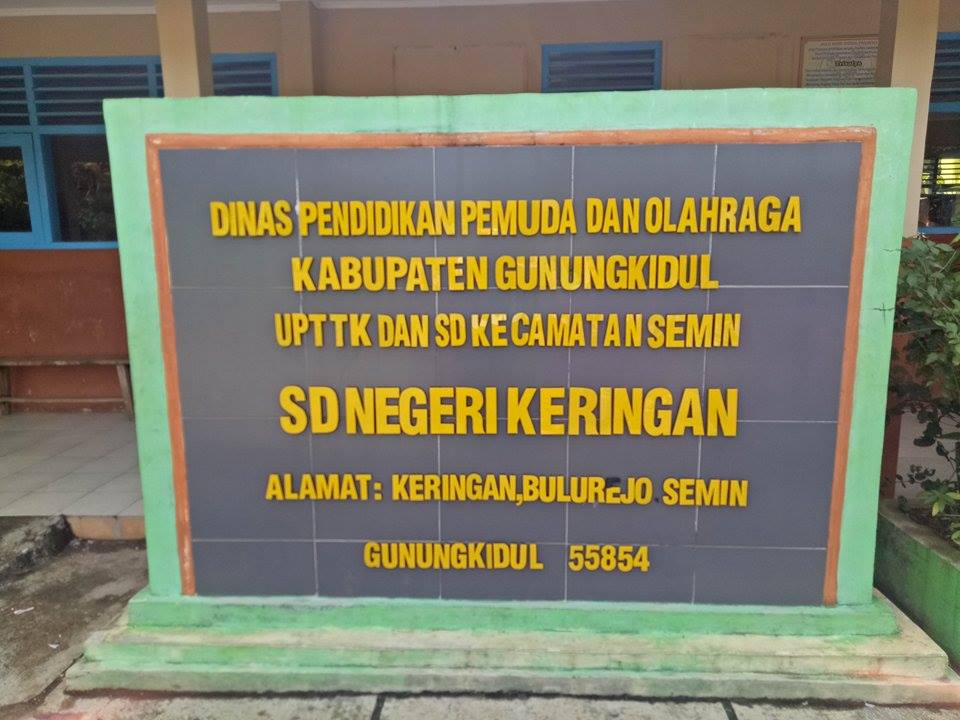 DINAS PENDIDIKAN PEMUDA DAN OLAHRAGA
KABUPATEN GUNUNGKIDUL
UPT TK DAN SD KECAMATAN SEMIN
SD NEGERI KERINGAN
ALAMAT: KERINGAN,BULUREJO SEMIN
GUNUNGKIDUL 55854